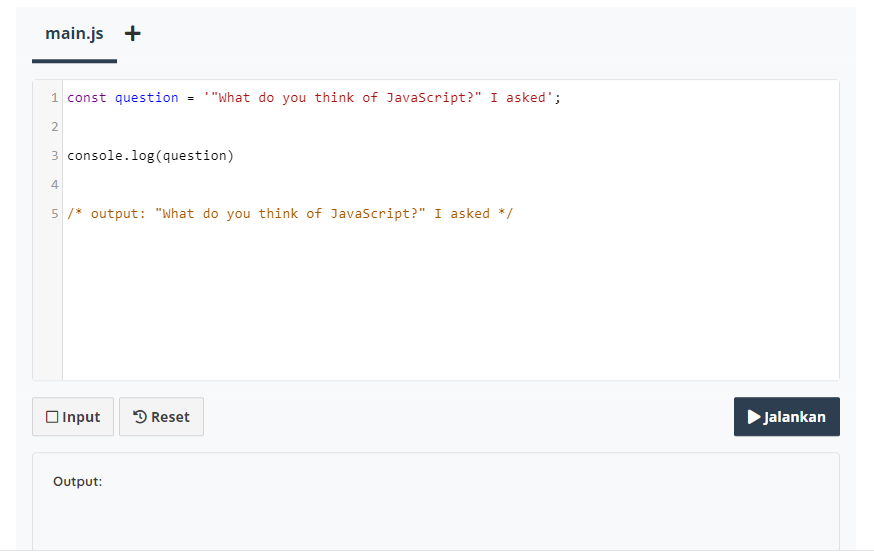 main.js +
1 const question = '"What do you think of JavaScript?" I asked';
2
3 console.log(question)
4
5 /* output: "What do you think of JavaScript?" I asked */
Input Reset Jalankan
Output: